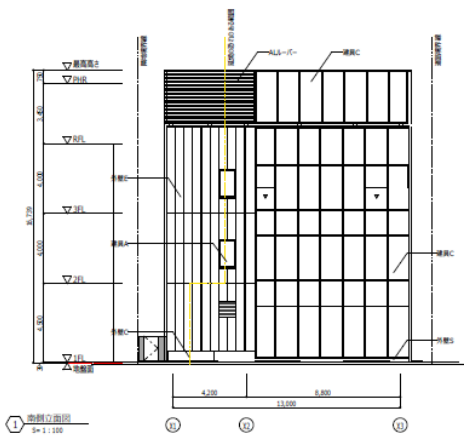 ALルーバー
建具C
最高高さ
PHR
750
3,450
RFL
外壁E
4,000
3FL
16,739
建具A
建具C
4,000
2FL
外壁C
4,500
外壁S
1FL
地盤面
4,200
8,800
13,000
X1
X2
X3
1
南側立面図
S= 1 : 100